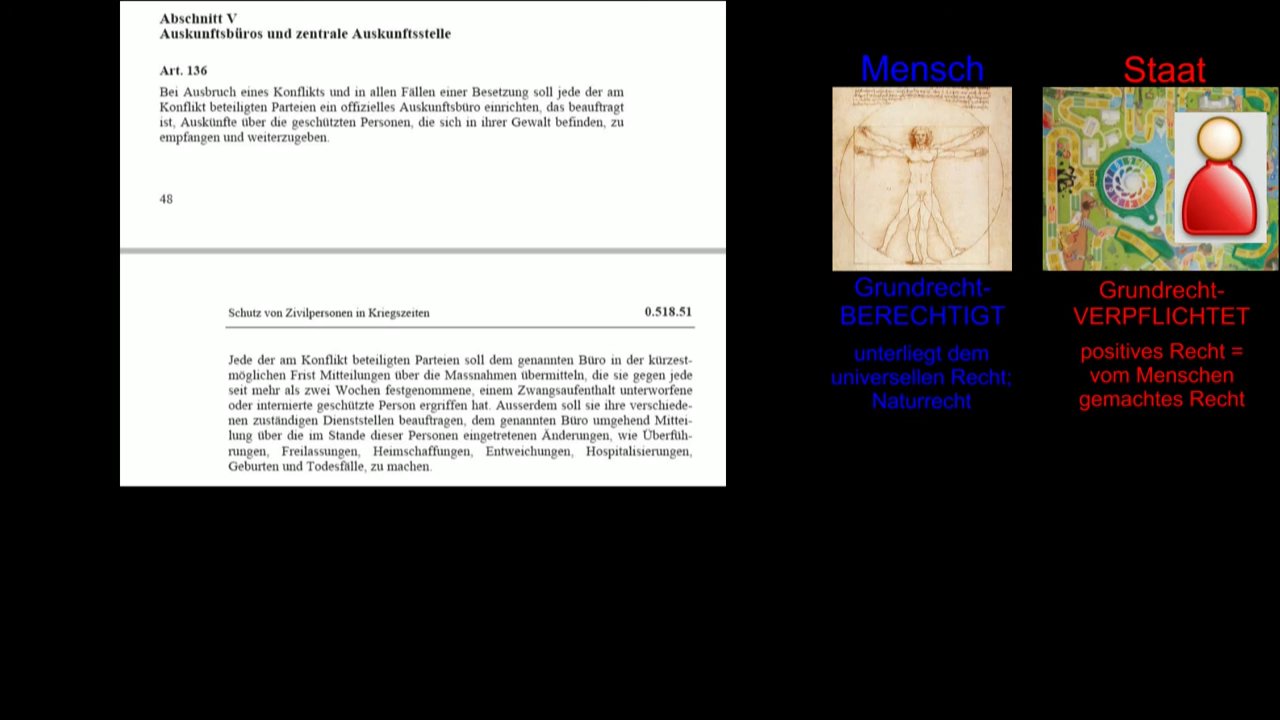 Abschnitt V
Auskunftsbüros und zentrale Auskunftsstelle
Art. 136
Bei Ausbruch eines Konflikts und in allen Fällen einer Besetzung soll jede der am
Konflikt beteiligten Parteien ein offizielles Auskunftsbüro einrichten, das beauftragt
ist, Auskünfte über die geschützten Personen, die sich in ihrer Gewalt befinden, zu
empfangen und weiterzugeben.
48
Schutz von Zivilpersonen in Kriegszeiten 0.518.51
Jede der am Konflikt beteiligten Parteien soll dem genannten Büro in der kürzest-
möglichen Frist Mitteilungen über die Massnahmen übermitteln, die sie gegen jede
seit mehr als zwei Wochen festgenommene, einem Zwangsaufenthalt unterworfene
oder internierte geschützte Person ergriffen hat. Ausserdem soll sie ihre verschiede-
nen zuständigen Dienststellen beauftragen, dem genannten Büro umgehend Mittei-
lung über die im Stande dieser Personen eingetretenen Änderungen, wie Überfüh-
rungen, Freilassungen, Heimschaffungen, Entweichungen, Hospitalisierungen,
Geburten und Todesfälle, zu machen.
Mensch
Grundrecht-
BERECHTIGT
unterliegt dem
universellen Recht;
Naturrecht
Staat
Grundrecht-
VERPFLICHTET
positives Recht =
vom Menschen
gemachtes Recht